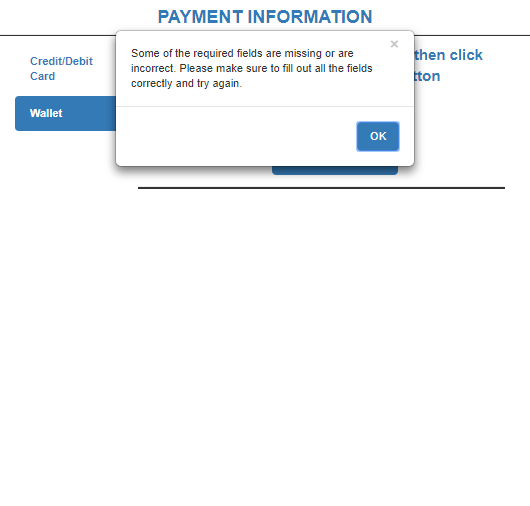 PAYMENT INFORMATION
Credit/Debit
Card
Wallet
then click
Some of the required fields are missing or are
incorrect. Please make sure to fill out all the fields
correctly and try again.
×
OK